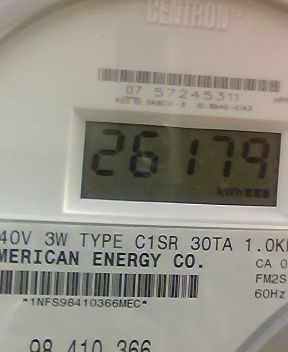 CENTRON®
07 57245311
26179
kWh
40V 3W TYPE C1SR 30TA 1.0K
MERICAN ENERGY CO.
CA 0
FM2S
60Hz
*1NFS98410366MEC*
98 410 366